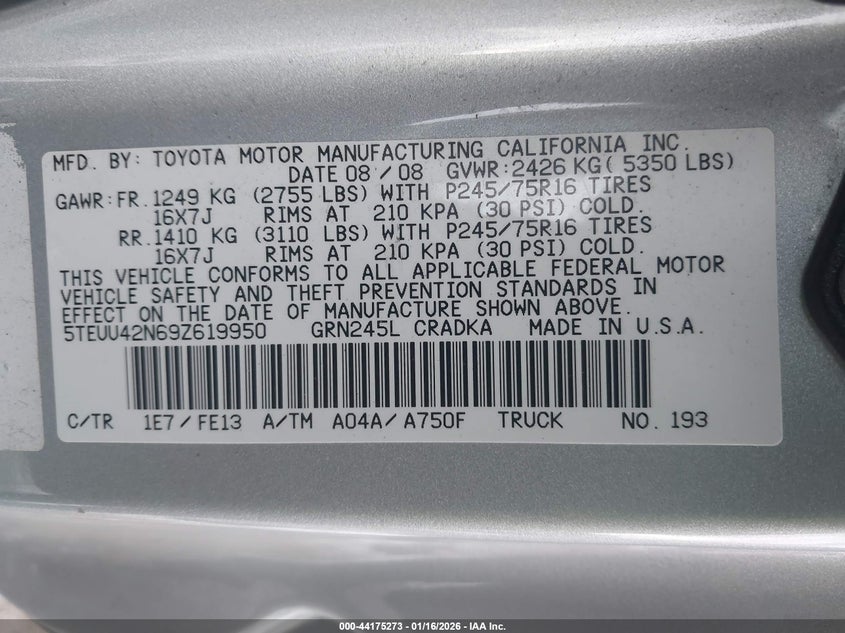 MFD. BY: TOYOTA MOTOR MANUFACTURING CALIFORNIA INC.
DATE 08/08 GVWR:2426 KG( 5350 LBS)
GAWR: FR. 1249 KG (2755 LBS) WITH P245/75R16 TIRES
16X7J RIMS AT 210 KPA (30 PSI) COLD.
RR. 1410 KG (3110 LBS) WITH P245/75R16 TIRES
16X7J RIMS AT 210 KPA (30 PSI) COLD.
THIS VEHICLE CONFORMS TO ALL APPLICABLE FEDERAL MOTOR
VEHICLE SAFETY AND THEFT PREVENTION STANDARDS IN
EFFECT ON THE DATE OF MANUFACTURE SHOWN ABOVE.
5TEUU42N69Z619950 GRN245L CRADKA MADE IN U.S.A.
C/TR 1E7/FE13 A/TM A04A/A750F TRUCK NO. 193
000-44175273 - 01/16/2026 - IAA Inc.